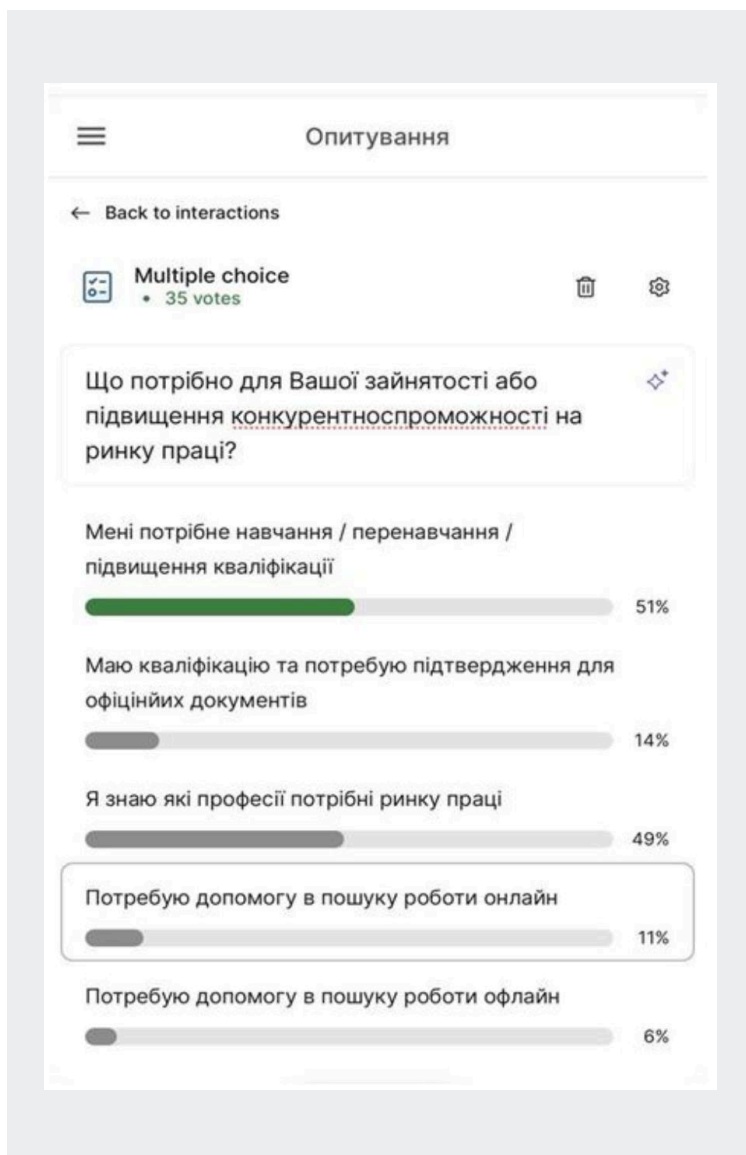 Опитування
← Back to interactions
Multiple choice
• 35 votes
Що потрібно для Вашої зайнятості або
підвищення конкурентноспроможності на
ринку праці?
Мені потрібне навчання / перенавчання /
підвищення кваліфікації
51%
Маю кваліфікацію та потребую підтвердження для
офіцінйих документів
14%
Я знаю які професії потрібні ринку праці
49%
Потребую допомогу в пошуку роботи онлайн
11%
Потребую допомогу в пошуку роботи офлайн
6%